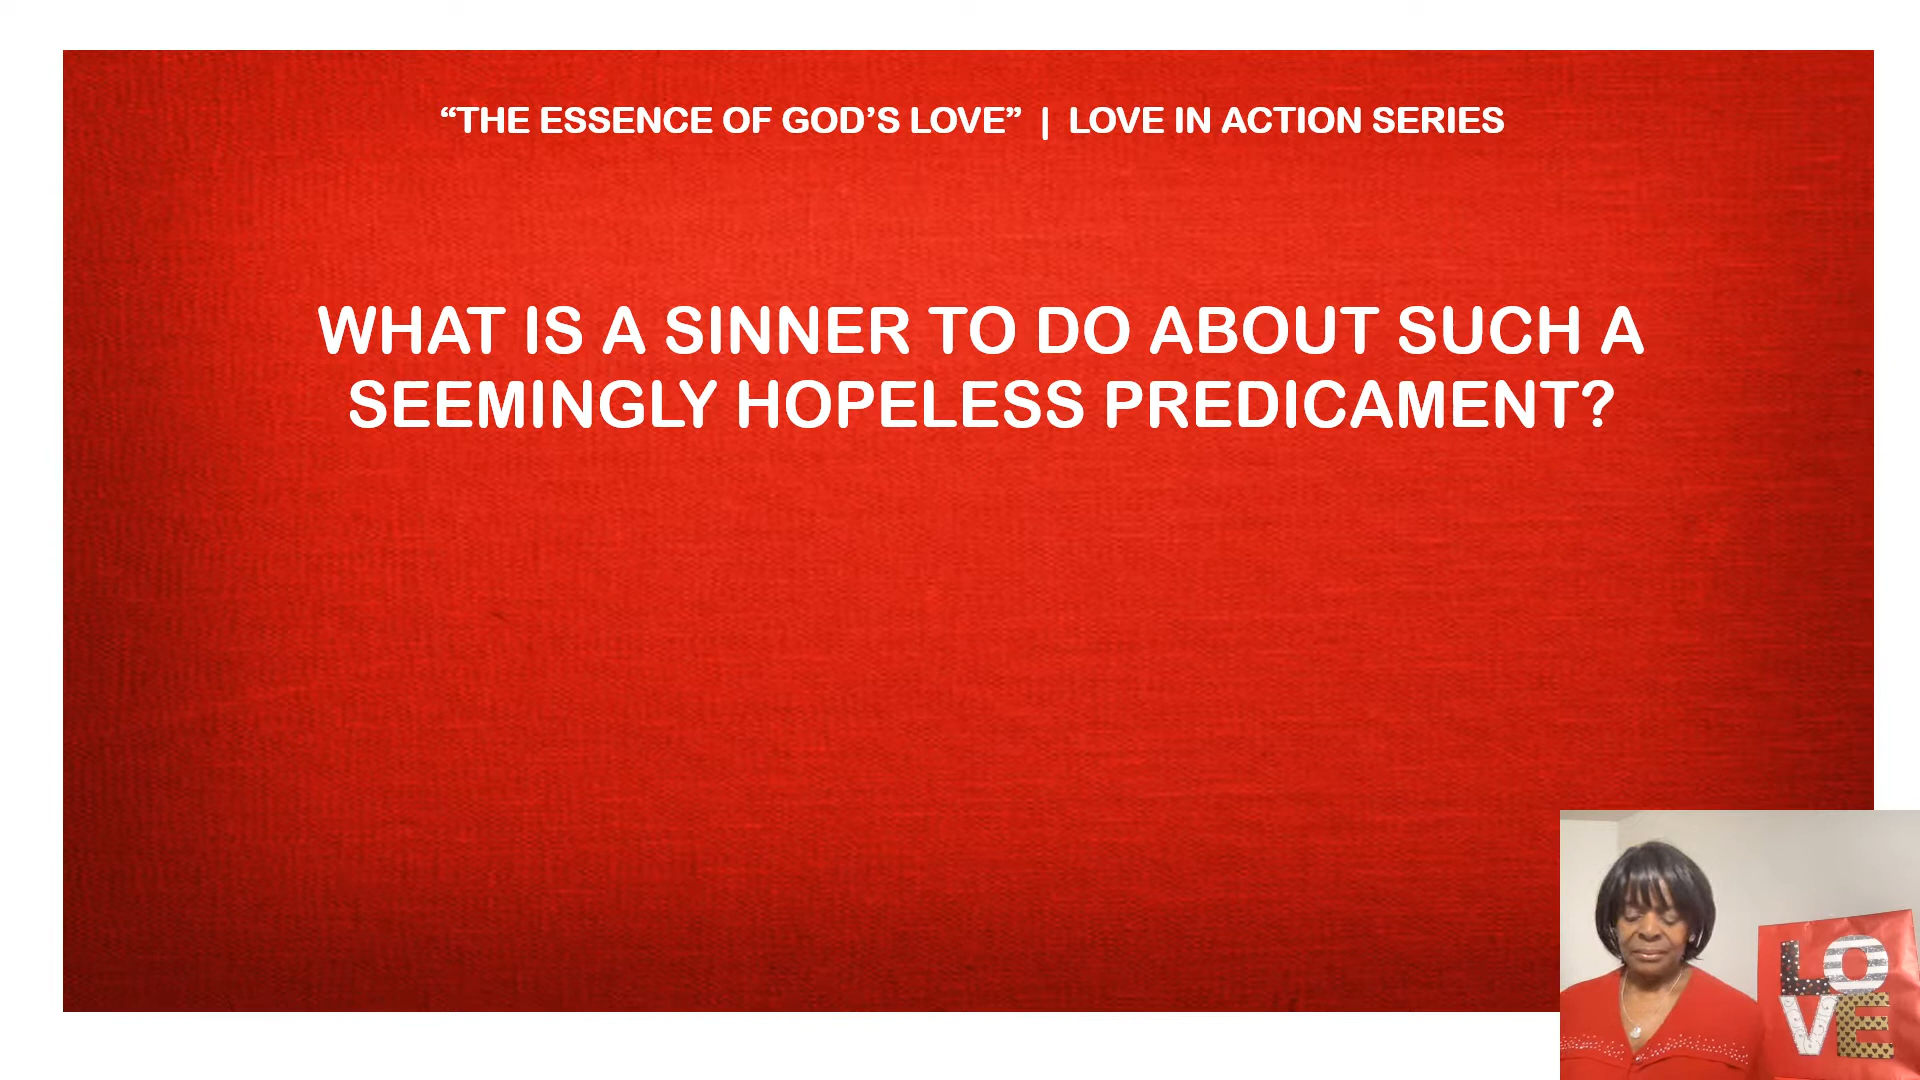 “THE ESSENCE OF GOD’S LOVE” | LOVE IN ACTION SERIES
WHAT IS A SINNER TO DO ABOUT SUCH A
SEEMINGLY HOPELESS PREDICAMENT?
LO
VE